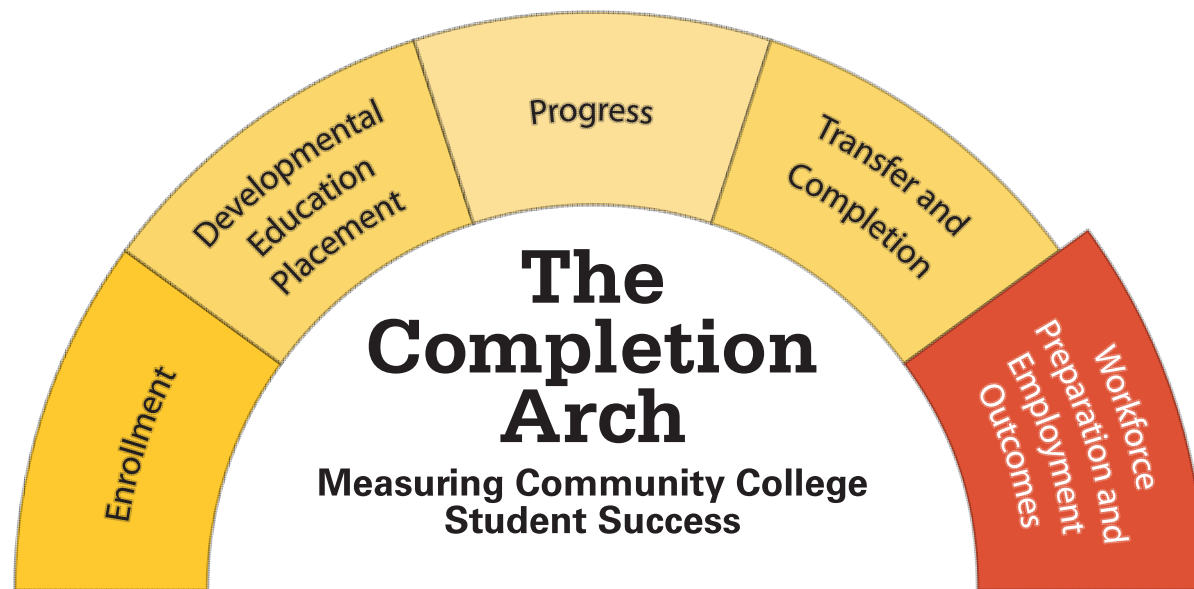 Enrollment
Developmental
Education
Placement
Progress
Transfer and
Completion
Workforce
Preparation and
Employment
Outcomes
The
Completion
Arch
Measuring Community College
Student Success